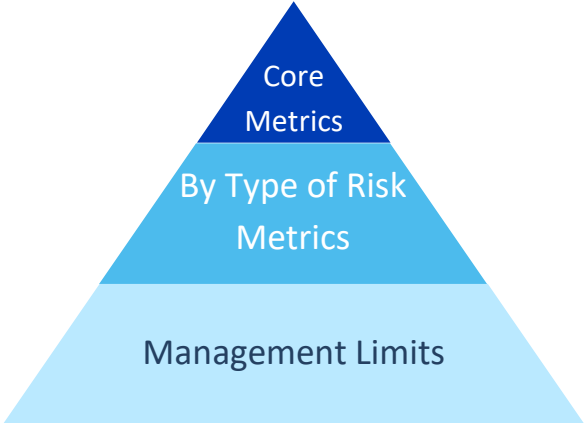 Core
Metrics
By Type of Risk
Metrics
Management Limits